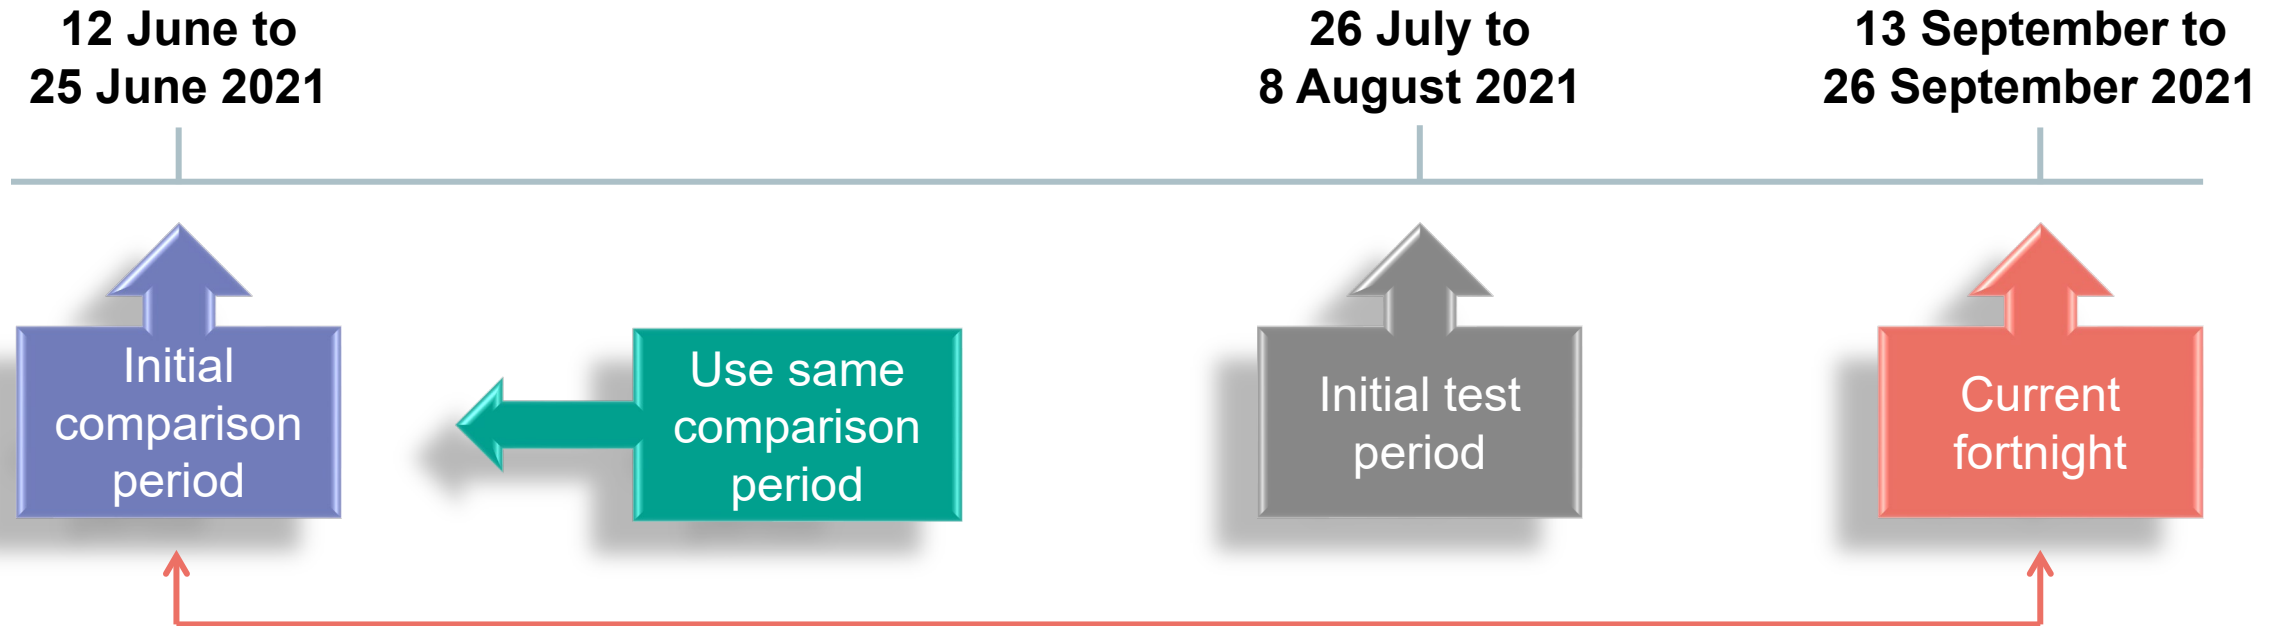 12 June to
25 June 2021
26 July to
8 August 2021
13 September to
26 September 2021
Initial
comparison
period
Use same
comparison
period
Initial test
period
Current
fortnight